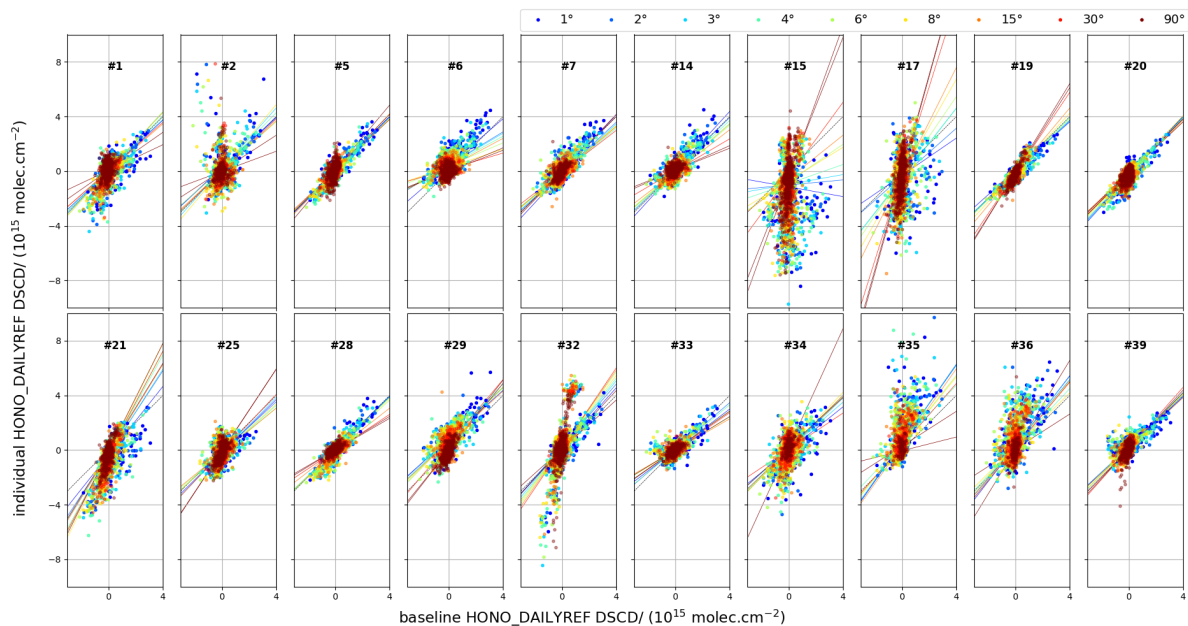 1° 2° 3° 4° 6° 8° 15° 30° 90°
#1 #2 #5 #6 #7 #14 #15 #17 #19 #20
8
4
0
−4
−8
#21 #25 #28 #29 #32 #33 #34 #35 #36 #39
8
4
0
−4
−8
0 4 0 4 0 4 0 4 0 4 0 4 0 4 0 4 0 4 0 4
individual HONO_DAILYREF DSCD/ (10¹⁵ molec.cm⁻²)
baseline HONO_DAILYREF DSCD/ (10¹⁵ molec.cm⁻²)